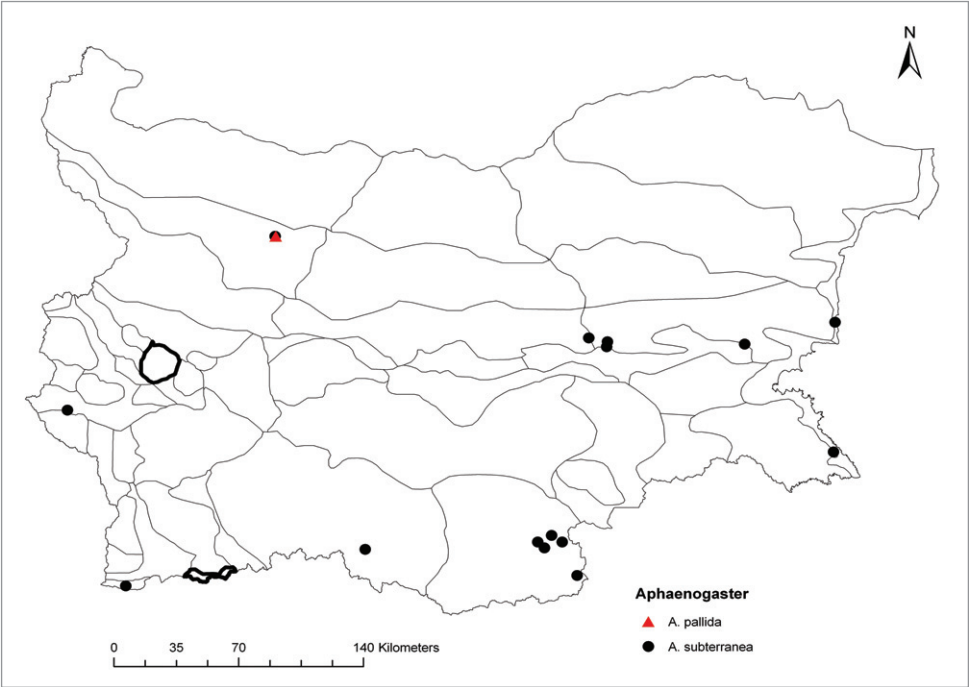 N
Aphaenogaster
A. pallida
A. subterranea
0 35 70 140 Kilometers